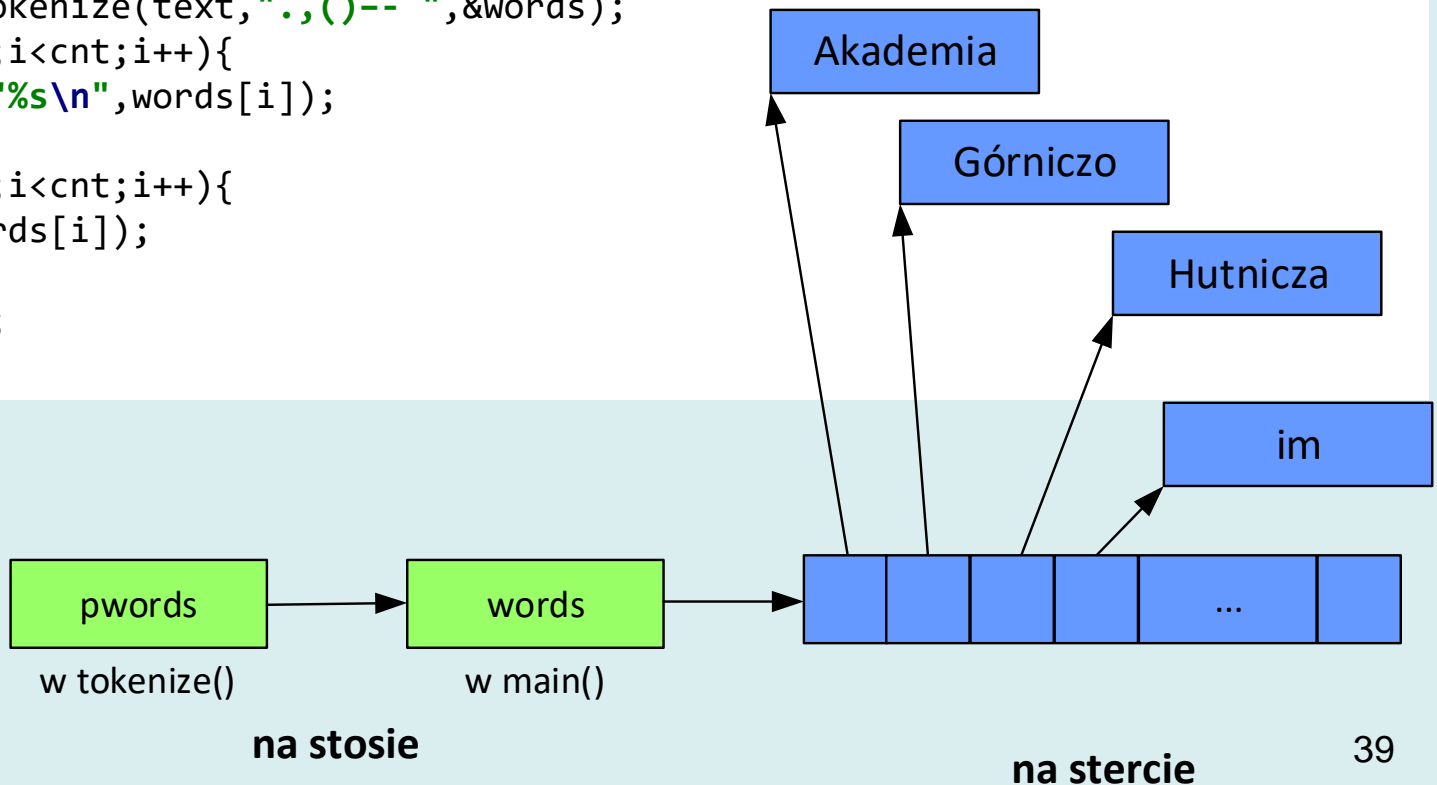 okenize(text,".,()–- ",&words);
;i<cnt;i++){
"%s\n",words[i]);
;i<cnt;i++){
rds[i]);
;
Akademia
Górniczo
Hutnicza
im
pwords
words
...
w tokenize()
w main()
na stosie
na stercie
39